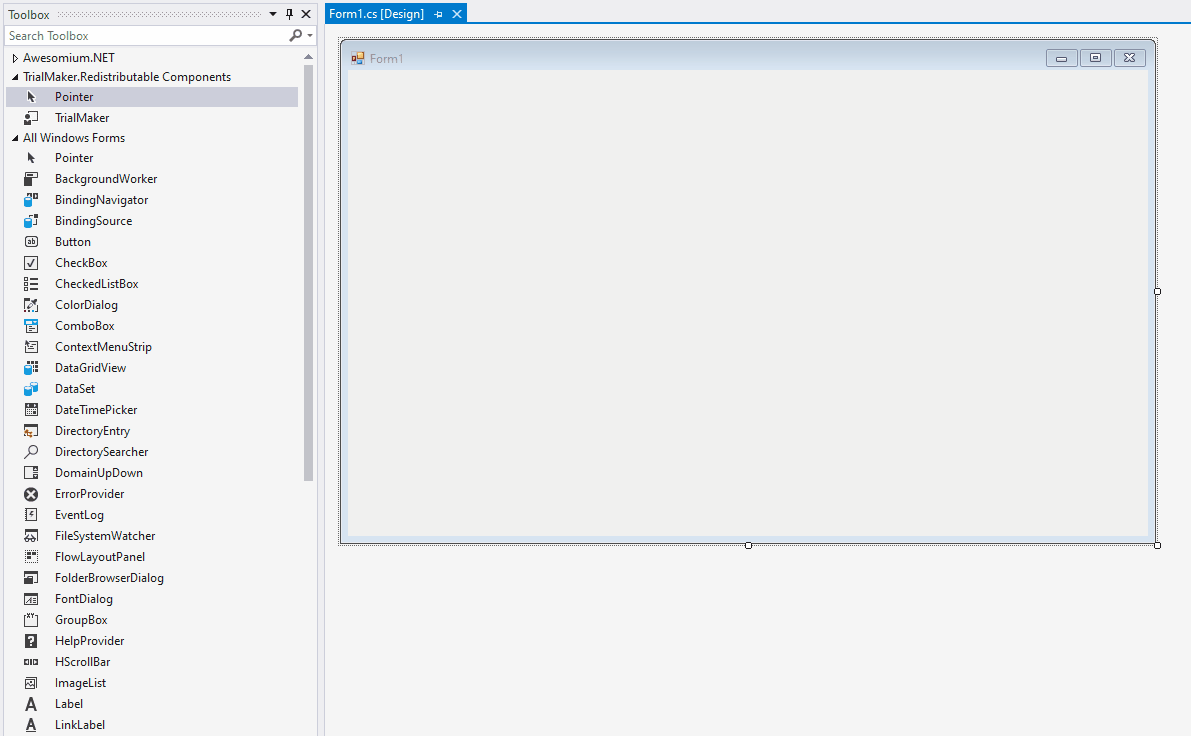 Toolbox
Search Toolbox
Awesomium.NET
TrialMaker.Redistributable Components
Pointer
TrialMaker
All Windows Forms
Pointer
BackgroundWorker
BindingNavigator
BindingSource
Button
CheckBox
CheckedListBox
ColorDialog
ComboBox
ContextMenuStrip
DataGridView
DataSet
DateTimePicker
DirectoryEntry
DirectorySearcher
DomainUpDown
ErrorProvider
EventLog
FileSystemWatcher
FlowLayoutPanel
FolderBrowserDialog
FontDialog
GroupBox
HelpProvider
HScrollBar
ImageList
Label
LinkLabel
Form1.cs [Design]
Form1